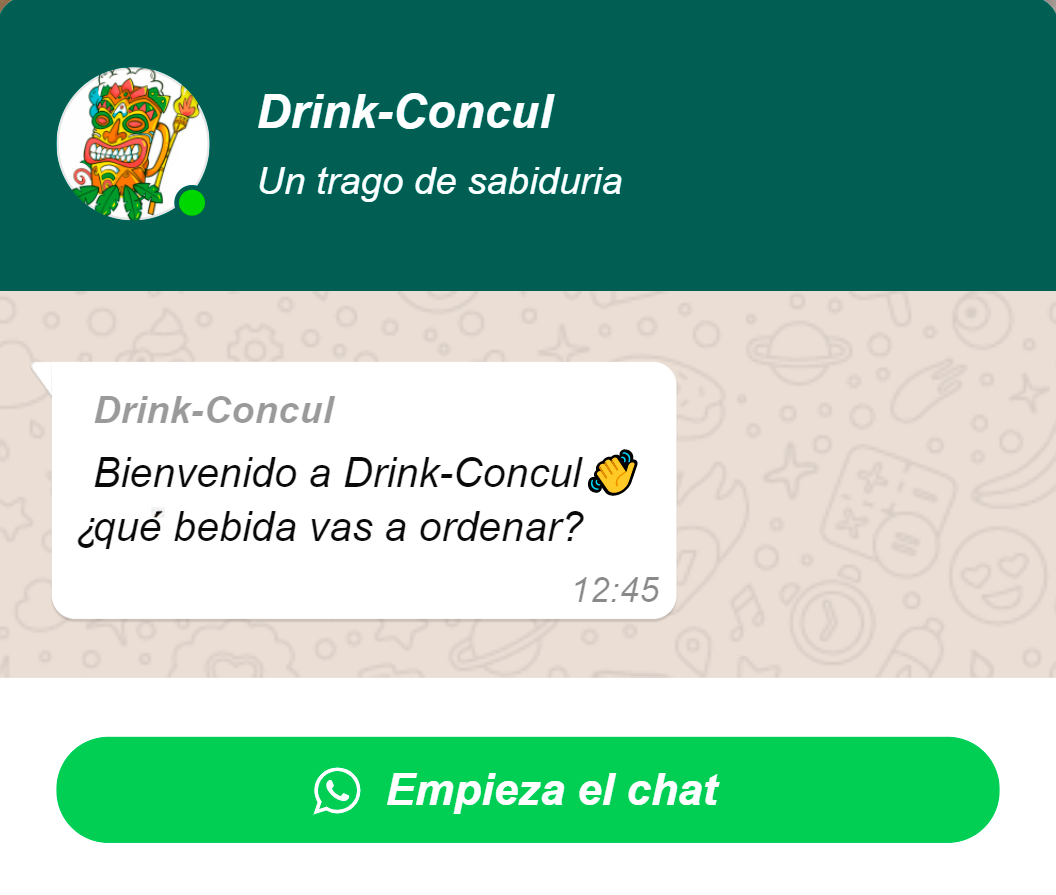 Drink-Concul
Un trago de sabiduria
Drink-Concul
Bienvenido a Drink-Concul👋
¿qué bebida vas a ordenar?
12:45
Empieza el chat